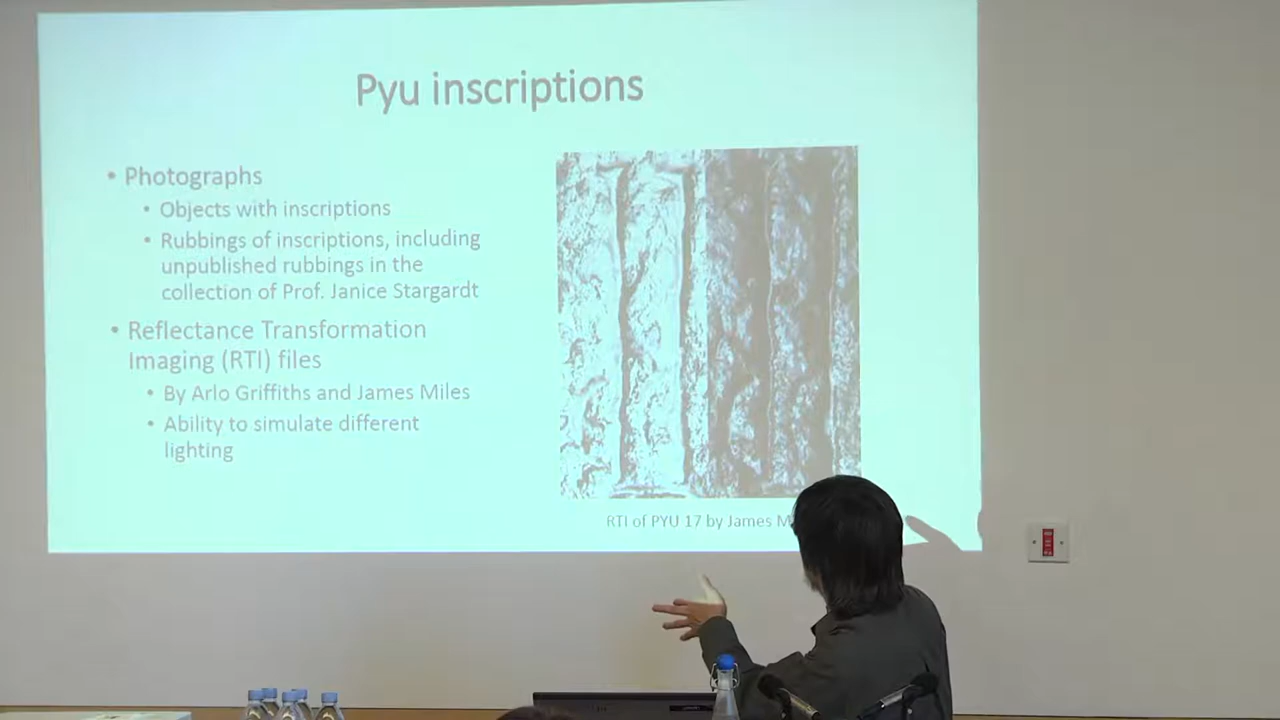 Pyu inscriptions
• Photographs
• Objects with inscriptions
• Rubbings of inscriptions, including
unpublished rubbings in the
collection of Prof. Janice Stargardt
• Reflectance Transformation
Imaging (RTI) files
• By Arlo Griffiths and James Miles
• Ability to simulate different
lighting
RTI of PYU 17 by James M